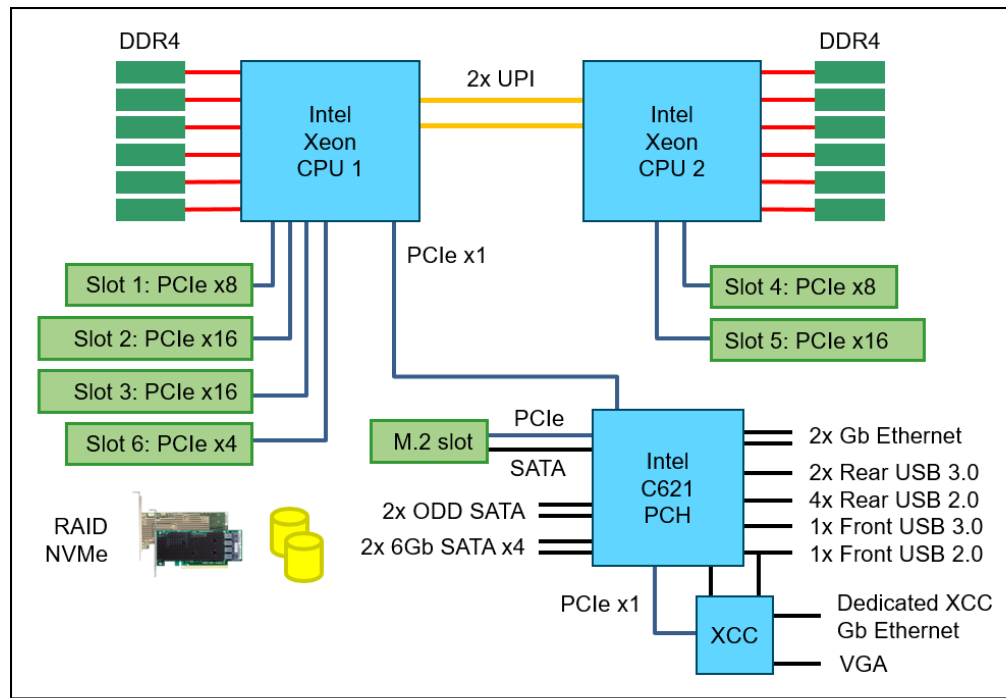 DDR4
DDR4
2x UPI
Intel
Xeon
CPU 1
Intel
Xeon
CPU 2
PCIe x1
Slot 1: PCIe x8
Slot 2: PCIe x16
Slot 3: PCIe x16
Slot 6: PCIe x4
Slot 4: PCIe x8
Slot 5: PCIe x16
M.2 slot
PCIe
SATA
2x ODD SATA
2x 6Gb SATA x4
Intel
C621
PCH
2x Gb Ethernet
2x Rear USB 3.0
4x Rear USB 2.0
1x Front USB 3.0
1x Front USB 2.0
RAID
NVMe
PCIe x1
XCC
Dedicated XCC
Gb Ethernet
VGA